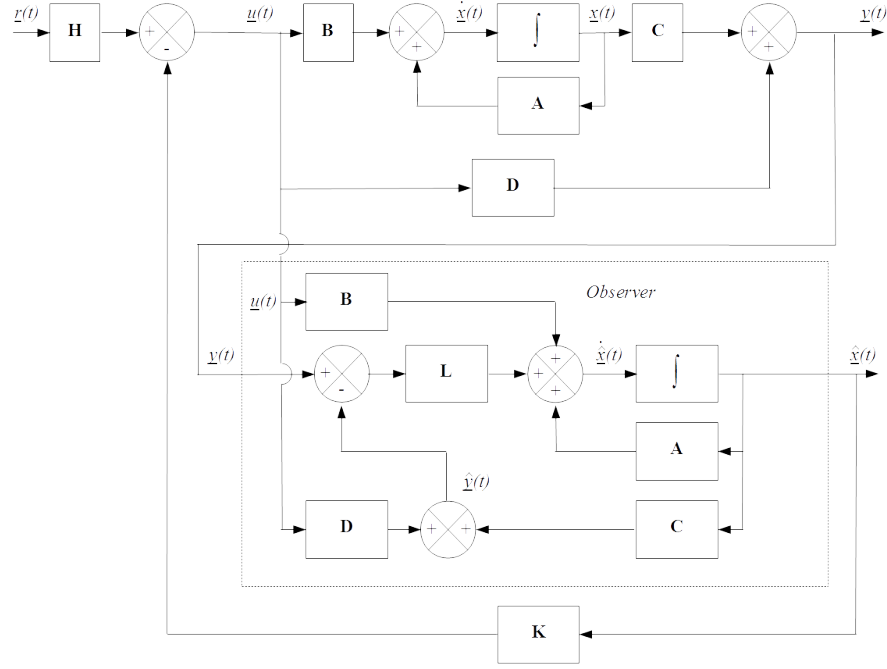 r(t) u(t) ẋ(t) x(t) y(t)
H + - B + + ∫ C + +
A
D
Observer
u(t) B
y(t) + - L + + + x̂̇(t) ∫ x̂(t)
A
ŷ(t)
D + + C
K